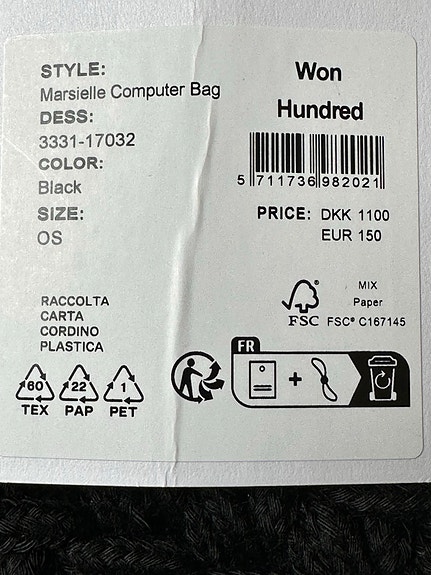 STYLE:
Marsielle Computer Bag
DESS:
3331-17032
COLOR:
Black
SIZE:
OS
Won
Hundred
5 711736 982021
PRICE: DKK 1100
EUR 150
RACCOLTA
CARTA
CORDINO
PLASTICA
60 22 1
TEX PAP PET
FSC
MIX
Paper
FSC® C167145
FR
+